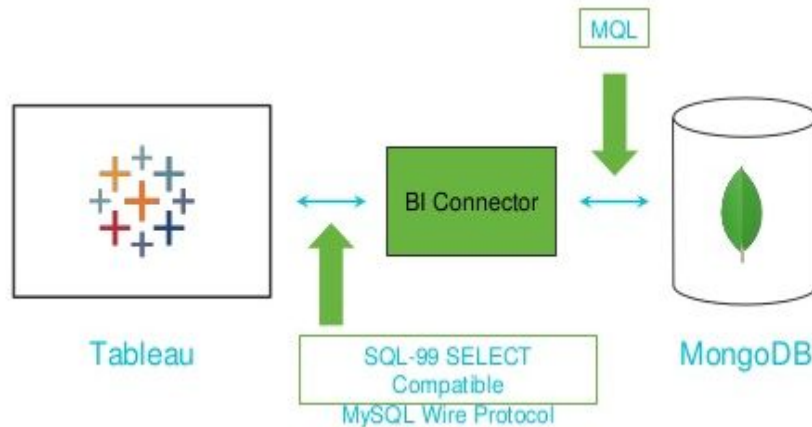 MQL
BI Connector
Tableau
SQL-99 SELECT
Compatible
MySQL Wire Protocol
MongoDB